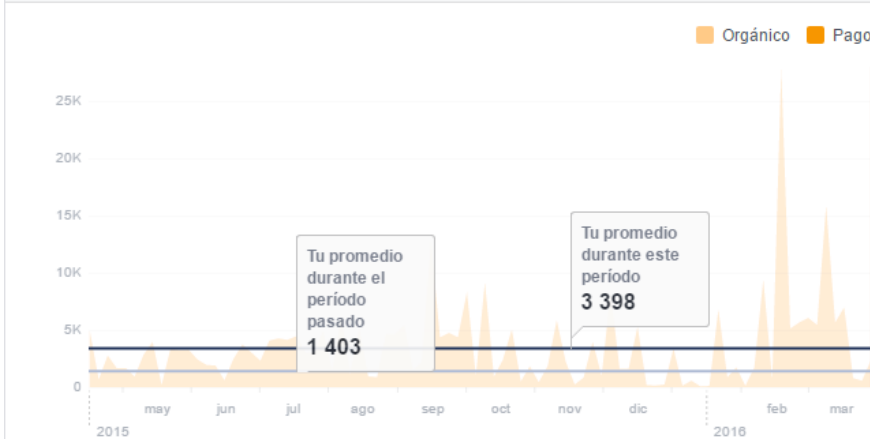 Orgánico Pago
25K
20K
15K
10K
5K
0
Tu promedio
durante el
período
pasado
1 403
Tu promedio
durante este
período
3 398
may jun jul ago sep oct nov dic feb mar
2015 2016